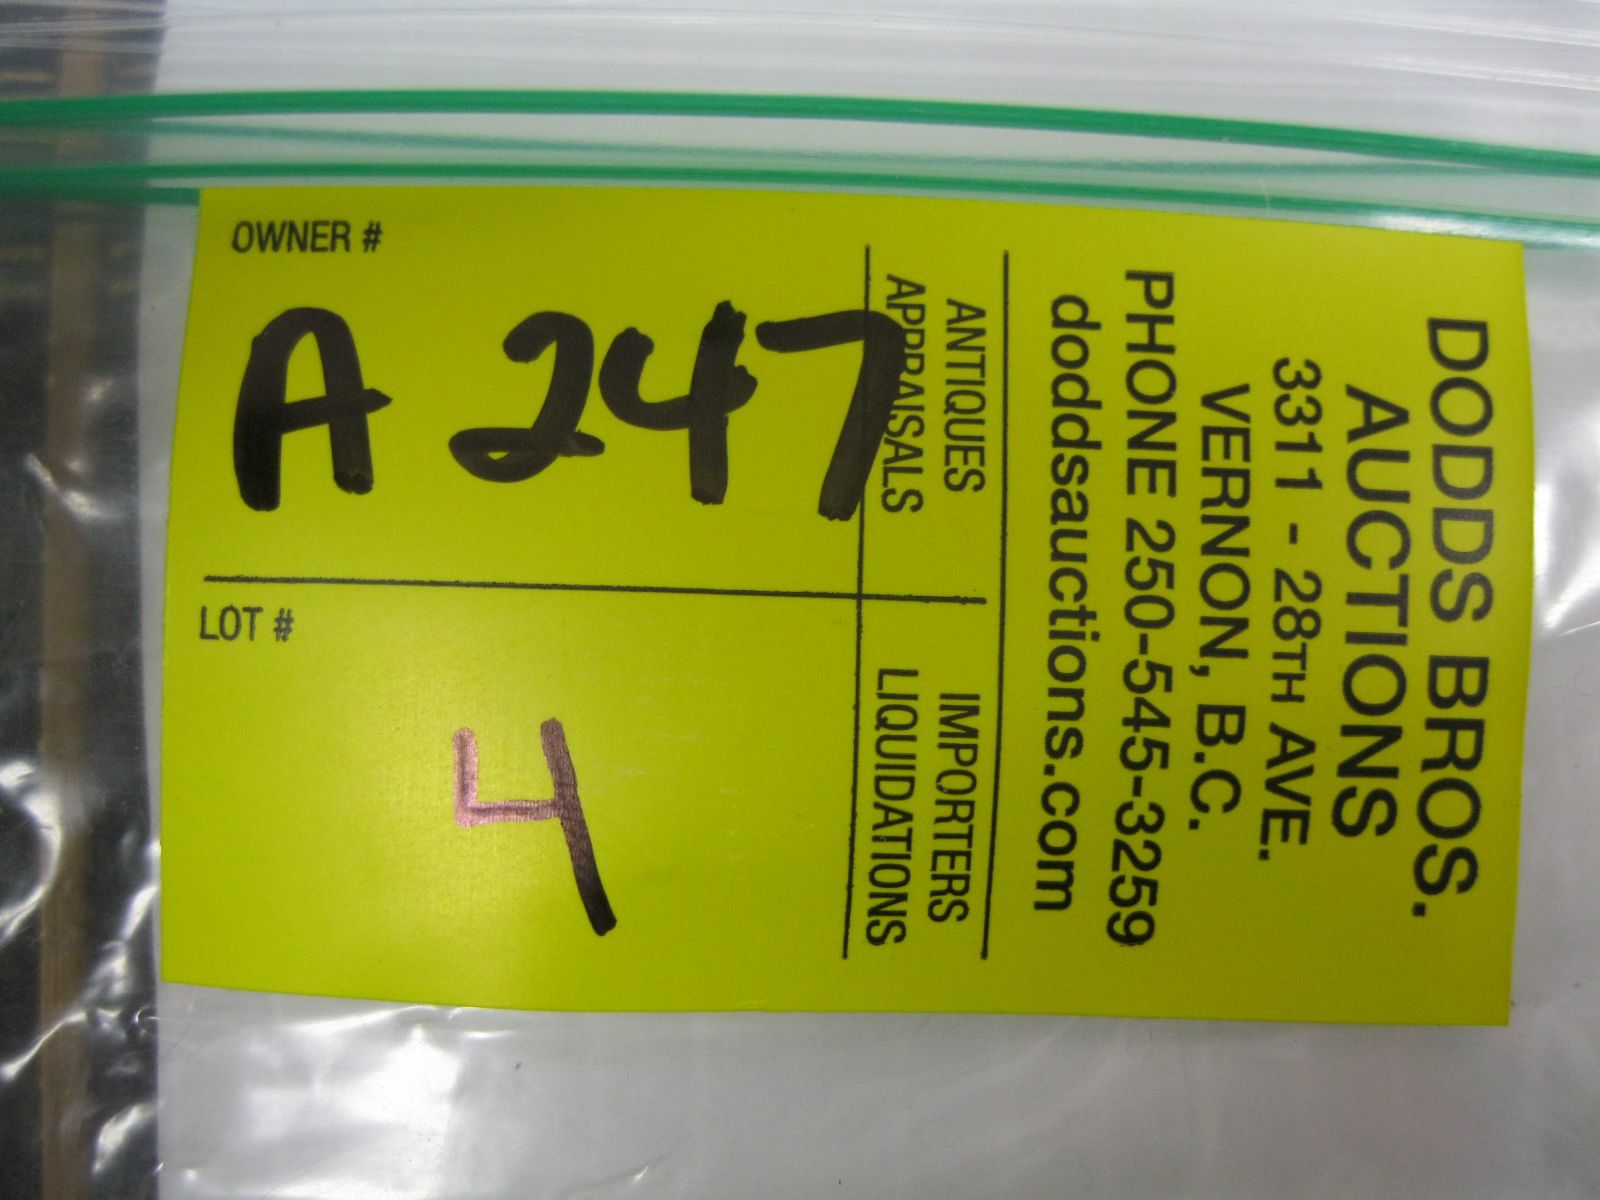 DODDS BROS.
AUCTIONS
3311 - 28TH AVE.
VERNON, B.C.
PHONE 250-545-3259
doddsauctions.com
ANTIQUES IMPORTERS
APPRAISALS LIQUIDATIONS
OWNER #
A 247
LOT #
4